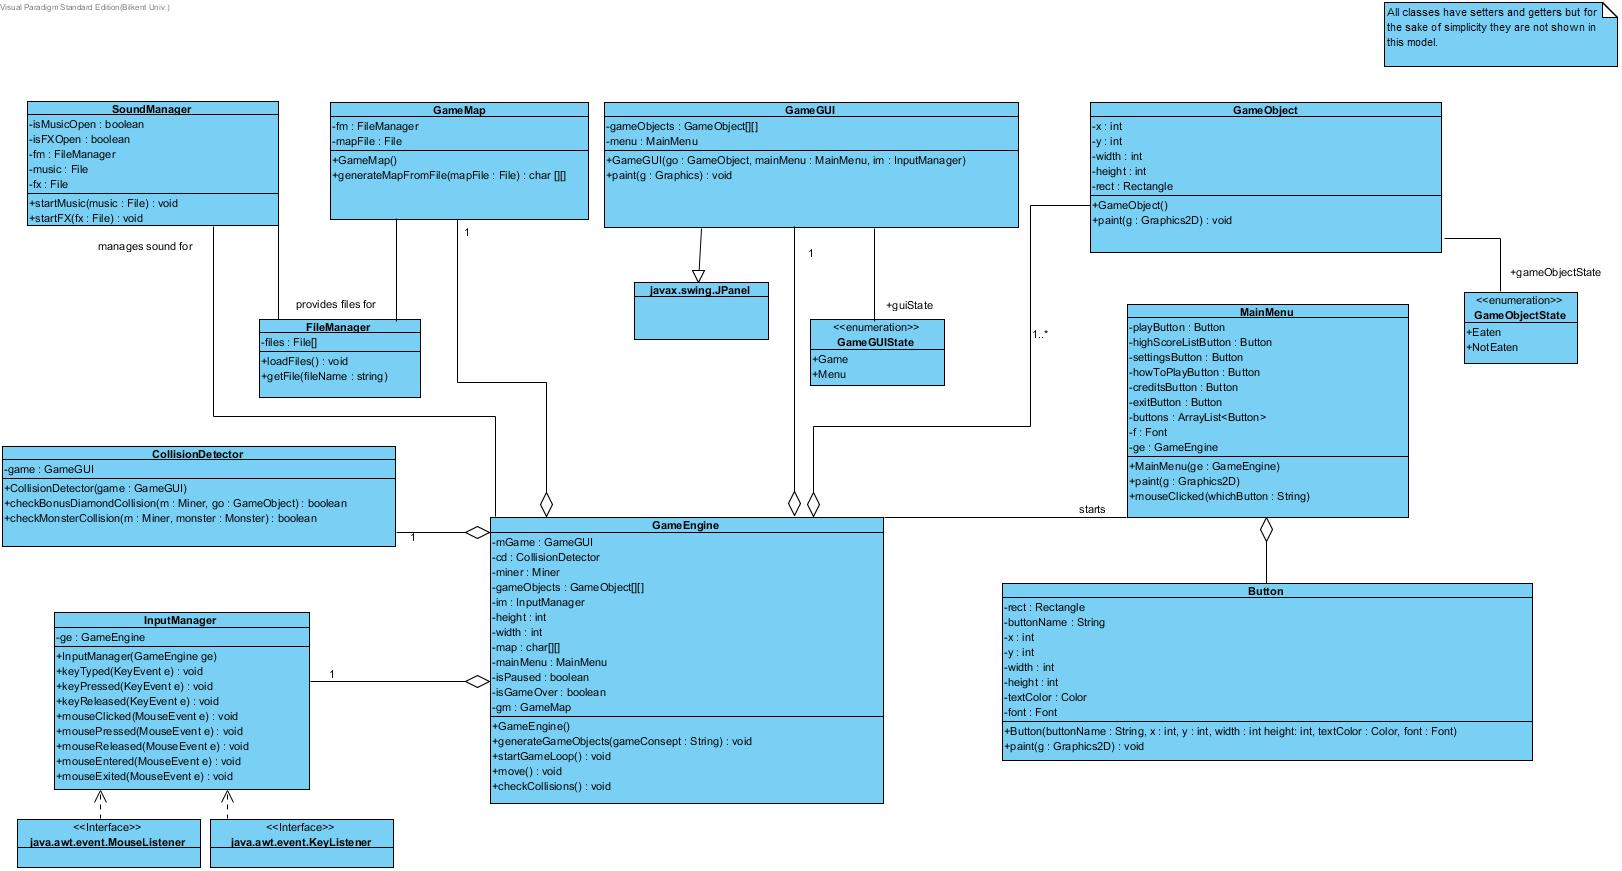 Visual Paradigm Standard Edition(Bilkent Univ.)
All classes have setters and getters but for
the sake of simplicity they are not shown in
this model.
SoundManager
-isMusicOpen : boolean
-isFXOpen : boolean
-fm : FileManager
-music : File
-fx : File
+startMusic(music : File) : void
+startFX(fx : File) : void
GameMap
-fm : FileManager
-mapFile : File
+GameMap()
+generateMapFromFile(mapFile : File) : char [][]
GameGUI
-gameObjects : GameObject[][]
-menu : MainMenu
+GameGUI(go : GameObject, mainMenu : MainMenu, im : InputManager)
+paint(g : Graphics) : void
GameObject
-x : int
-y : int
-width : int
-height : int
-rect : Rectangle
+GameObject()
+paint(g : Graphics2D) : void
manages sound for
1
1
+gameObjectState
provides files for
+guiState
1..*
javax.swing.JPanel
<<enumeration>>
GameObjectState
+Eaten
+NotEaten
FileManager
-files : File[]
+loadFiles() : void
+getFile(fileName : string)
<<enumeration>>
GameGUIState
+Game
+Menu
MainMenu
-playButton : Button
-highScoreListButton : Button
-settingsButton : Button
-howToPlayButton : Button
-creditsButton : Button
-exitButton : Button
-buttons : ArrayList<Button>
-f : Font
-ge : GameEngine
+MainMenu(ge : GameEngine)
+paint(g : Graphics2D)
+mouseClicked(whichButton : String)
CollisionDetector
-game : GameGUI
+CollisionDetector(game : GameGUI)
+checkBonusDiamondCollision(m : Miner, go : GameObject) : boolean
+checkMonsterCollision(m : Miner, monster : Monster) : boolean
1
starts
GameEngine
-mGame : GameGUI
-cd : CollisionDetector
-miner : Miner
-gameObjects : GameObject[][]
-im : InputManager
-height : int
-width : int
-map : char[][]
-mainMenu : MainMenu
-isPaused : boolean
-isGameOver : boolean
-gm : GameMap
+GameEngine()
+generateGameObjects(gameConsept : String) : void
+startGameLoop() : void
+move() : void
+checkCollisions() : void
Button
-rect : Rectangle
-buttonName : String
-x : int
-y : int
-width : int
-height : int
-textColor : Color
-font : Font
+Button(buttonName : String, x : int, y : int, width : int height: int, textColor : Color, font : Font)
+paint(g : Graphics2D) : void
InputManager
-ge : GameEngine
+InputManager(GameEngine ge)
+keyTyped(KeyEvent e) : void
+keyPressed(KeyEvent e) : void
+keyReleased(KeyEvent e) : void
+mouseClicked(MouseEvent e) : void
+mousePressed(MouseEvent e) : void
+mouseReleased(MouseEvent e) : void
+mouseEntered(MouseEvent e) : void
+mouseExited(MouseEvent e) : void
1
<<Interface>>
java.awt.event.MouseListener
<<Interface>>
java.awt.event.KeyListener